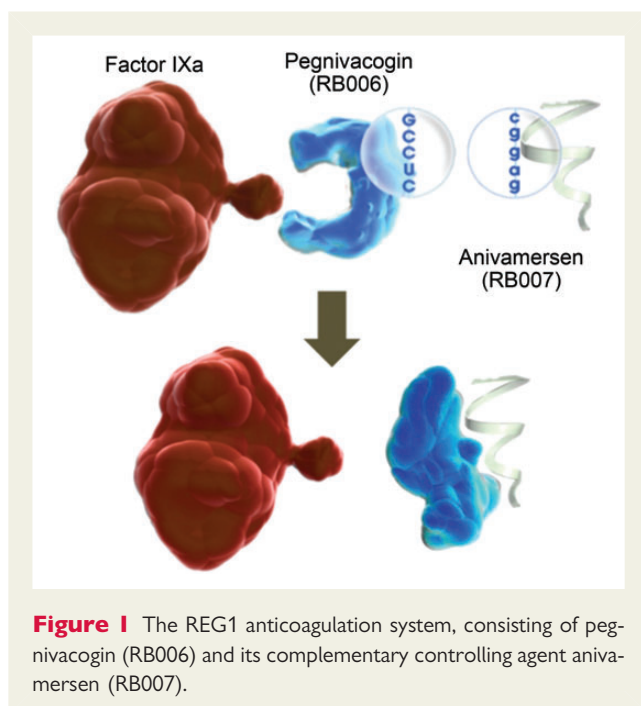 Factor IXa
Pegnivacogin
(RB006)
G
C
C
U
C
c
g
g
a
g
Anivamersen
(RB007)
Figure 1 The REG1 anticoagulation system, consisting of peg-
nivacogin (RB006) and its complementary controlling agent aniva-
mersen (RB007).